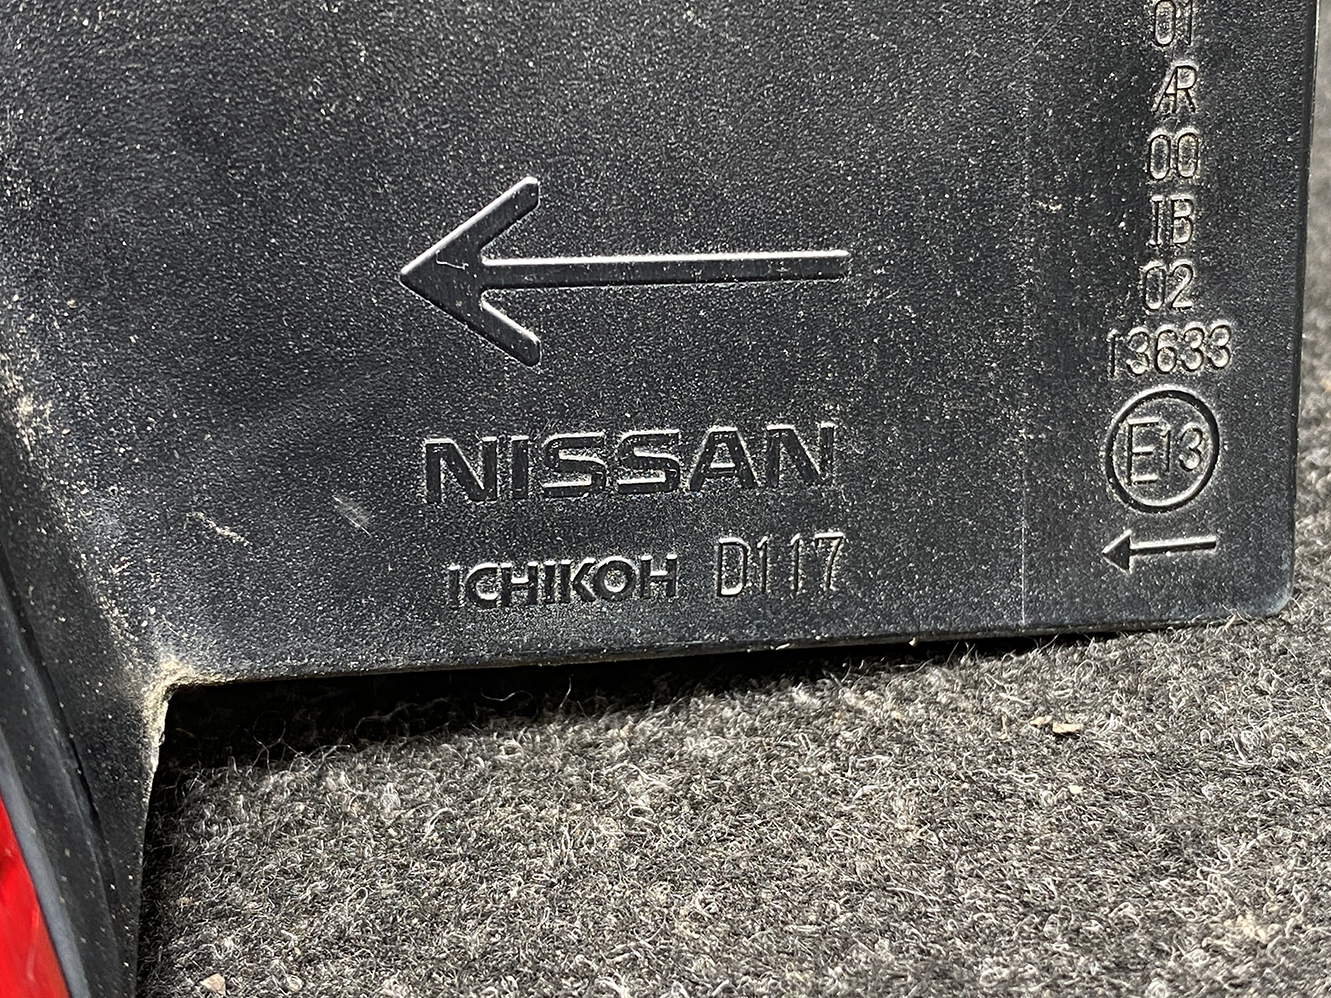 01
AR
00
IB
02
13633
E13
NISSAN
ICHIKOH D117